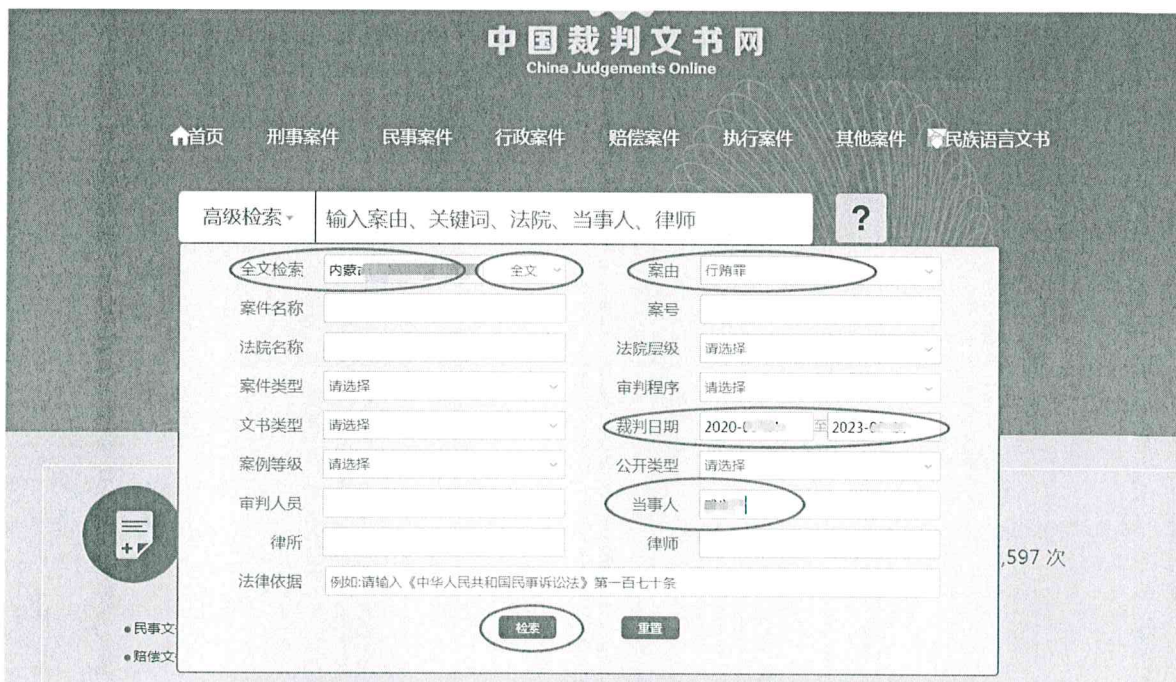 中国裁判文书网
China Judgements Online
首页 刑事案件 民事案件 行政案件 赔偿案件 执行案件 其他案件 民族语言文书
高级检索 输入案由、关键词、法院、当事人、律师 ?
全文检索 内蒙 全文 案由 行贿罪
案件名称 案号
法院名称 法院层级 请选择
案件类型 请选择 审判程序 请选择
文书类型 请选择 裁判日期 2020-0 至 2023-0
案例等级 请选择 公开类型 请选择
审判人员 当事人
律所 律师
,597 次
法律依据 例如:请输入《中华人民共和国民事诉讼法》第一百七十条
检索 重置
•民事文
•赔偿文